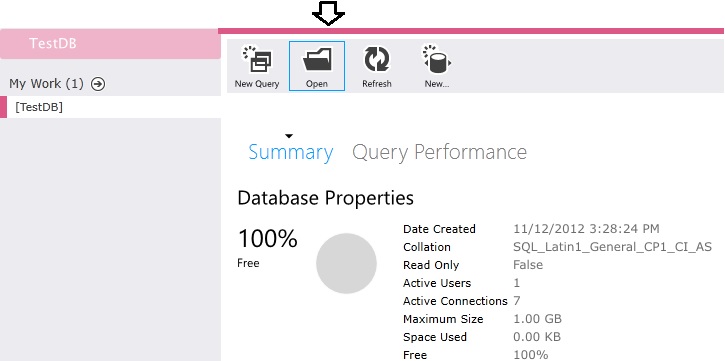 TestDB
New Query Open Refresh New...
My Work (1)
[TestDB]
Summary Query Performance
Database Properties
100%
Free
Date Created 11/12/2012 3:28:24 PM
Collation SQL_Latin1_General_CP1_CI_AS
Read Only False
Active Users 1
Active Connections 7
Maximum Size 1.00 GB
Space Used 0.00 KB
Free 100%